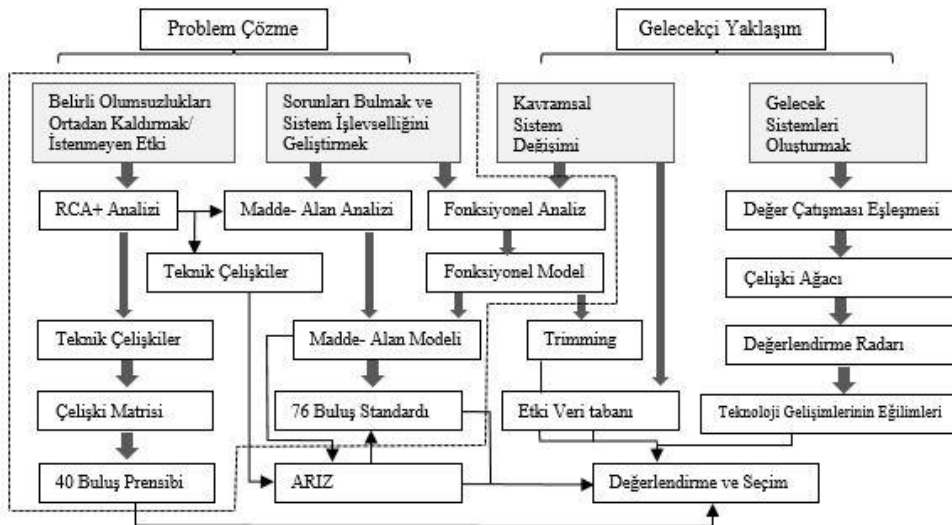 Problem Çözme
Gelecekçi Yaklaşım
Belirli Olumsuzlukları
Ortadan Kaldırmak/
İstenmeyen Etki
Sorunları Bulmak ve
Sistem İşlevselliğini
Geliştirmek
Kavramsal
Sistem
Değişimi
Gelecek
Sistemleri
Oluşturmak
RCA+ Analizi
Madde- Alan Analizi
Fonksiyonel Analiz
Değer Çatışması Eşleşmesi
Teknik Çelişkiler
Fonksiyonel Model
Çelişki Ağacı
Teknik Çelişkiler
Madde- Alan Modeli
Trimming
Değerlendirme Radarı
Çelişki Matrisi
76 Buluş Standardı
Etki Veri tabanı
Teknoloji Gelişimlerinin Eğilimleri
40 Buluş Prensibi
ARIZ
Değerlendirme ve Seçim